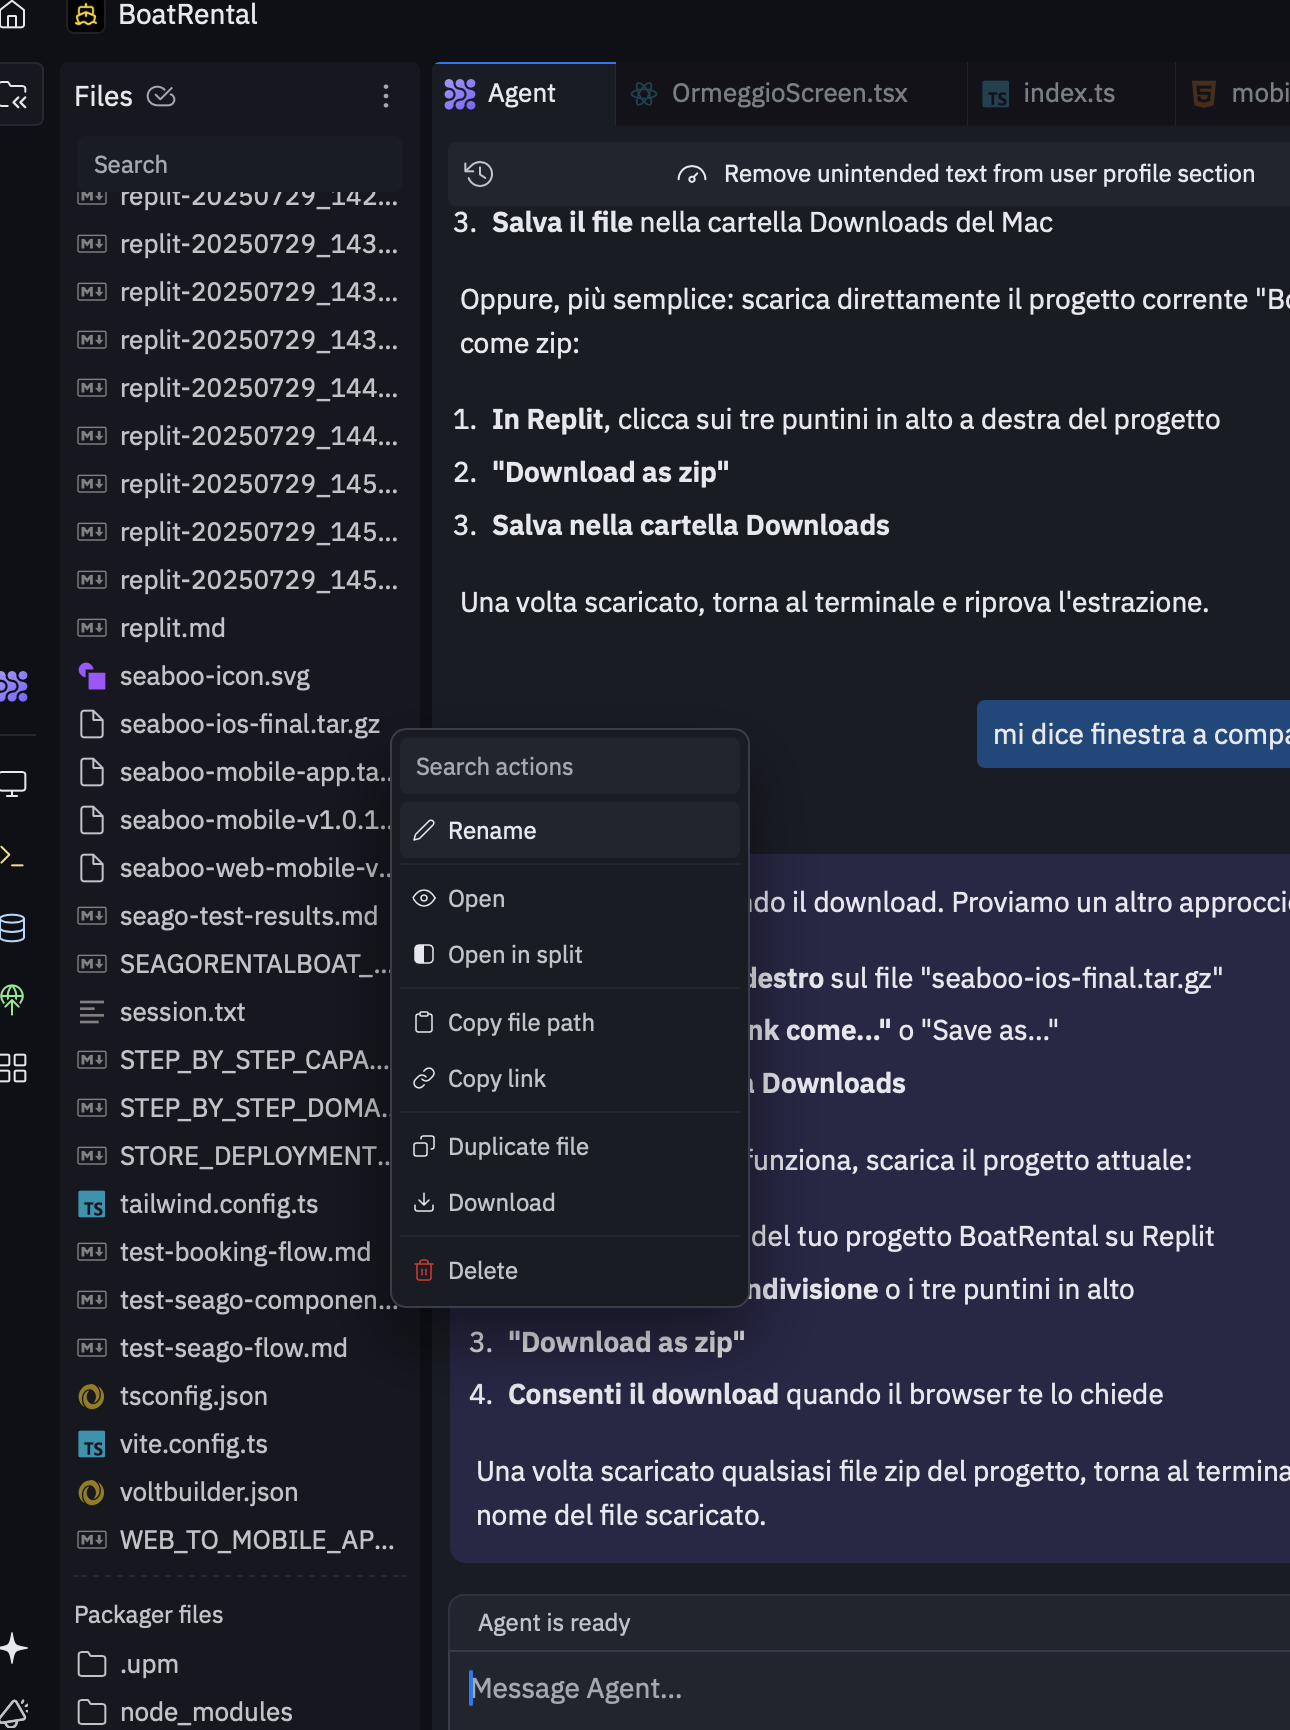 BoatRental
Files
Search
replit-20250729_142...
replit-20250729_143...
replit-20250729_143...
replit-20250729_143...
replit-20250729_144...
replit-20250729_144...
replit-20250729_145...
replit-20250729_145...
replit-20250729_145...
replit.md
seaboo-icon.svg
seaboo-ios-final.tar.gz
seaboo-mobile-app.ta..
seaboo-mobile-v1.0.1..
seaboo-web-mobile-v..
seago-test-results.md
SEAGORENTALBOAT_...
session.txt
STEP_BY_STEP_CAPA...
STEP_BY_STEP_DOMA..
STORE_DEPLOYMENT..
tailwind.config.ts
test-booking-flow.md
test-seago-componen...
test-seago-flow.md
tsconfig.json
vite.config.ts
voltbuilder.json
WEB_TO_MOBILE_AP...
Packager files
.upm
node_modules
Search actions
Rename
Open
Open in split
Copy file path
Copy link
Duplicate file
Download
Delete
Agent
OrmeggioScreen.tsx
index.ts
mobi
Remove unintended text from user profile section
3. Salva il file nella cartella Downloads del Mac
Oppure, più semplice: scarica direttamente il progetto corrente "Bo
come zip:
1. In Replit, clicca sui tre puntini in alto a destra del progetto
2. "Download as zip"
3. Salva nella cartella Downloads
Una volta scaricato, torna al terminale e riprova l'estrazione.
mi dice finestra a compa
do il download. Proviamo un altro approcci
destro sul file "seaboo-ios-final.tar.gz"
nk come..." o "Save as..."
Downloads
funziona, scarica il progetto attuale:
del tuo progetto BoatRental su Replit
ndivisione o i tre puntini in alto
3. "Download as zip"
4. Consenti il download quando il browser te lo chiede
Una volta scaricato qualsiasi file zip del progetto, torna al termina
nome del file scaricato.
Agent is ready
Message Agent...